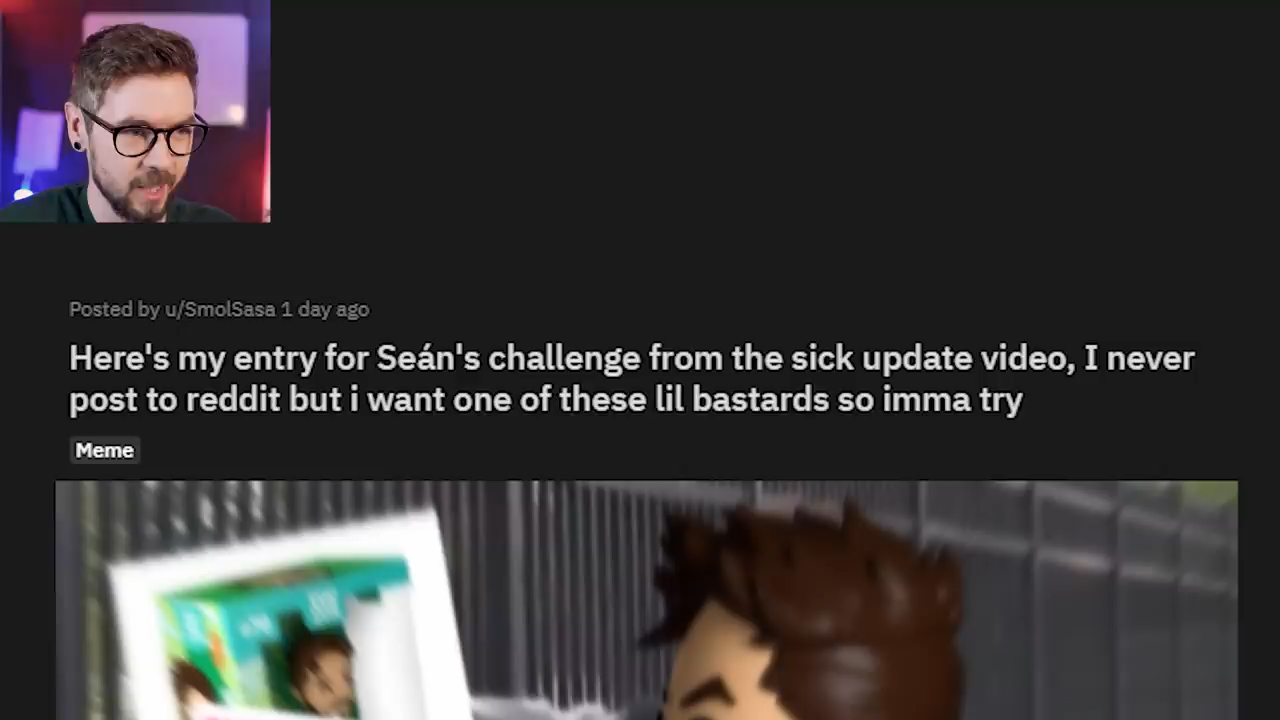 Posted by u/SmolSasa 1 day ago
Here's my entry for Seán's challenge from the sick update video, I never
post to reddit but i want one of these lil bastards so imma try
Meme